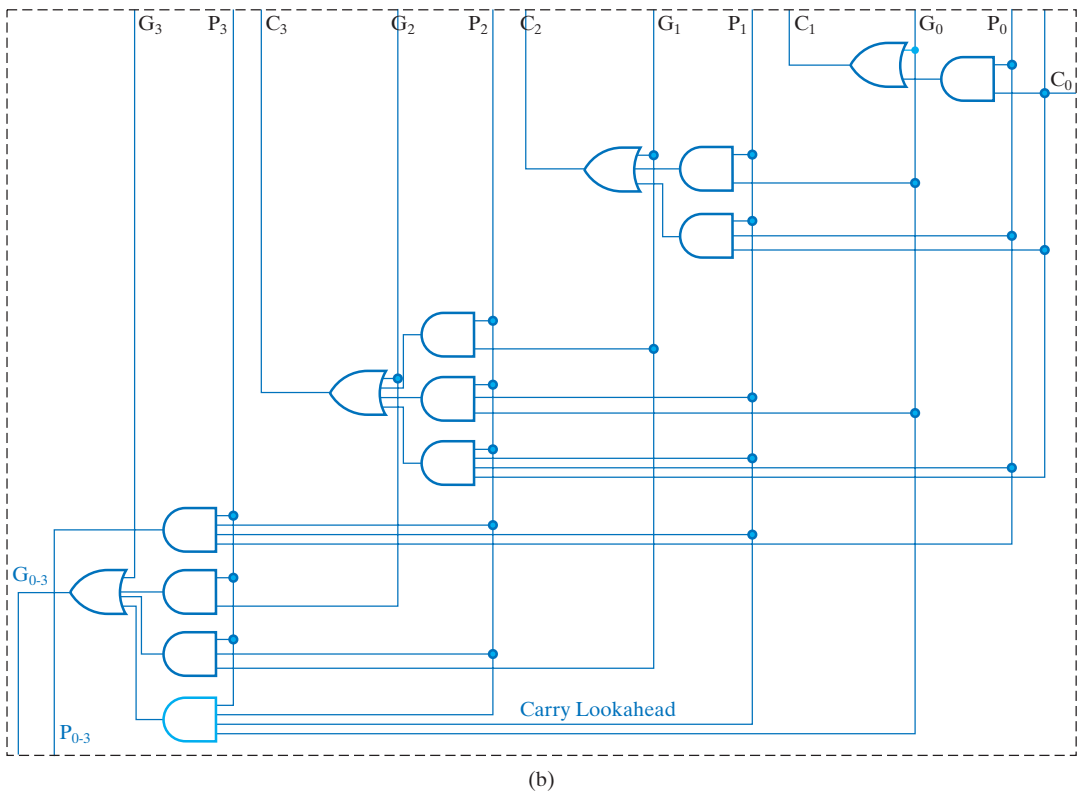 G₃ P₃ C₃ G₂ P₂ C₂ G₁ P₁ C₁ G₀ P₀
C₀
G₀₋₃
Carry Lookahead
P₀₋₃
(b)